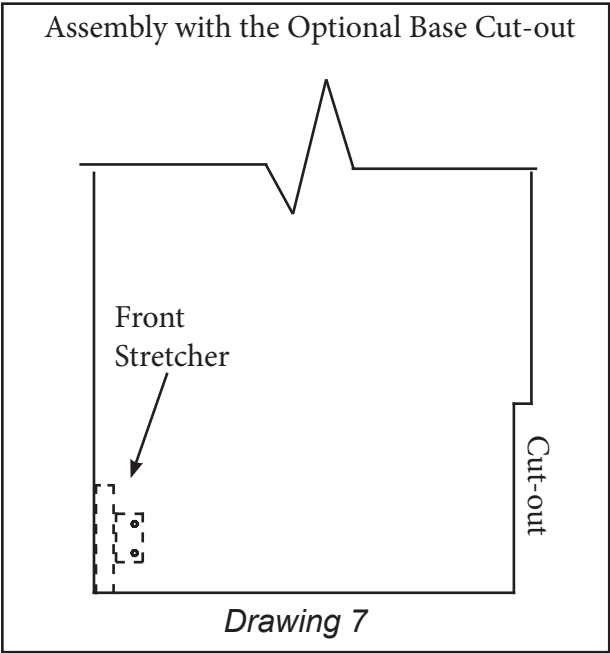 Assembly with the Optional Base Cut-out
Front
Stretcher
Cut-out
Drawing 7